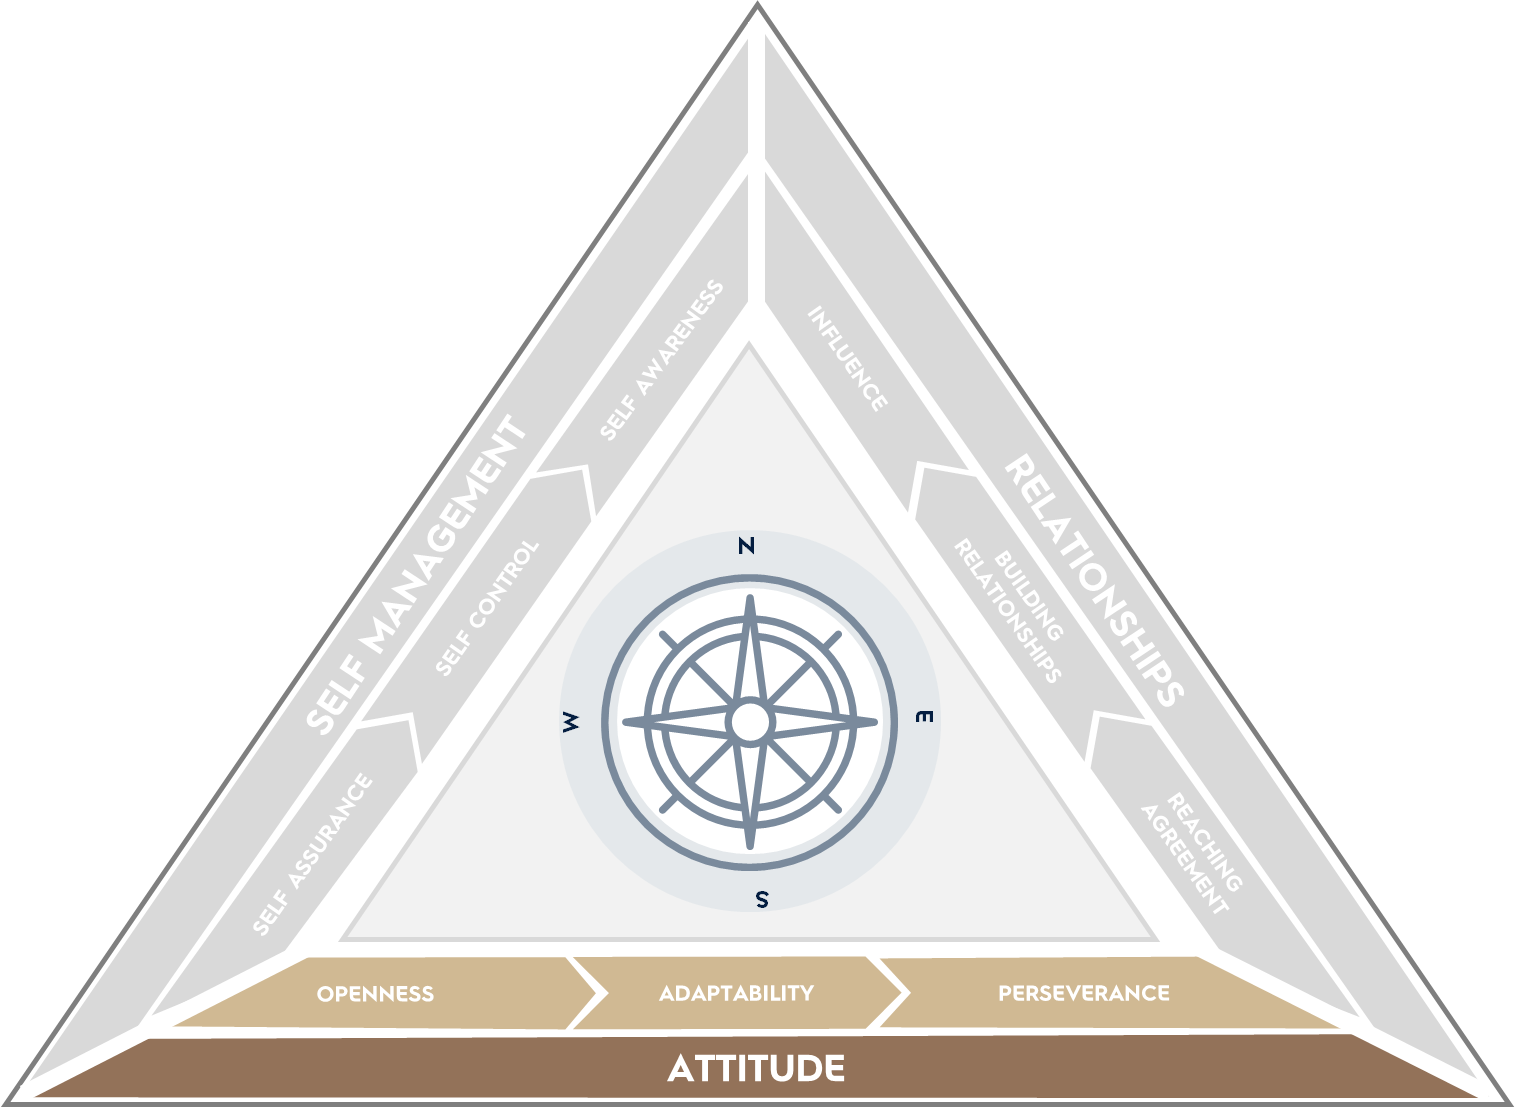 SELF MANAGEMENT
SELF AWARENESS
SELF CONTROL
SELF ASSURANCE
RELATIONSHIPS
INFLUENCE
BUILDING
RELATIONSHIPS
REACHING
AGREEMENT
N
W
E
S
OPENNESS
ADAPTABILITY
PERSEVERANCE
ATTITUDE